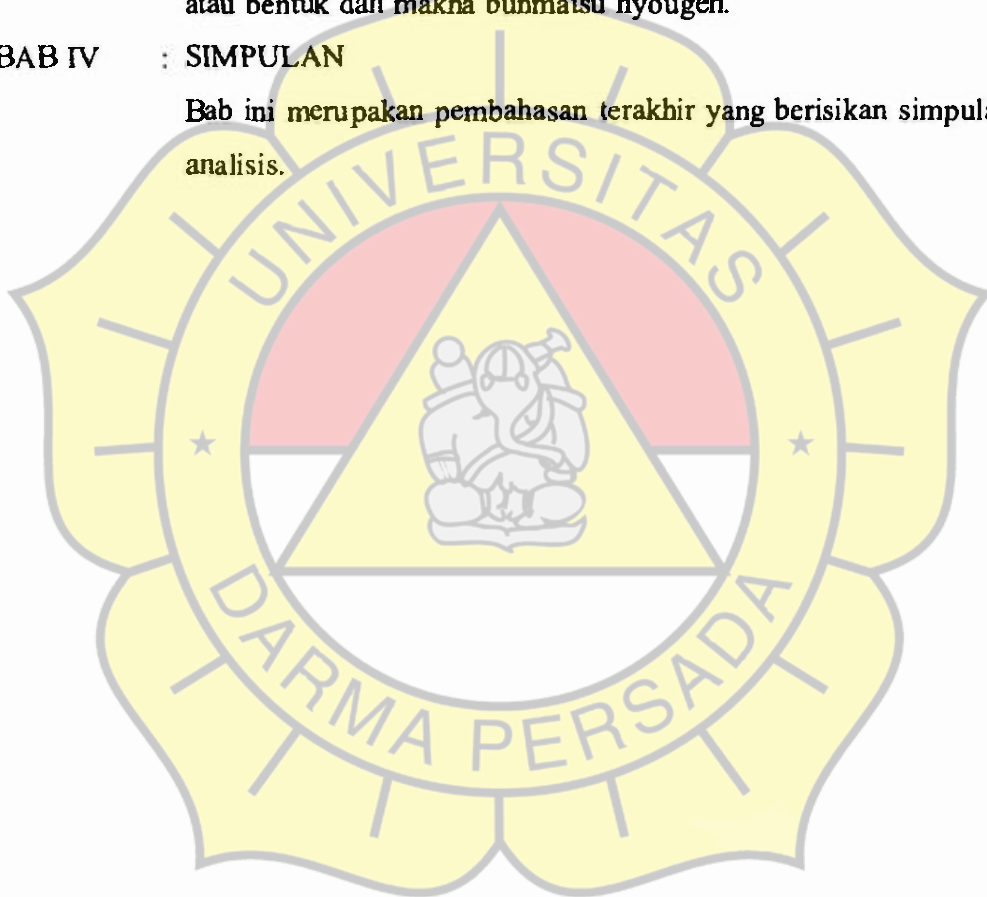 atau bentuk dan makna bunmatsu hyougen.
BAB IV : SIMPULAN
Bab ini merupakan pembahasan terakhir yang berisikan simpula
analisis.
UNIVERSITAS
DARMA PERSADA